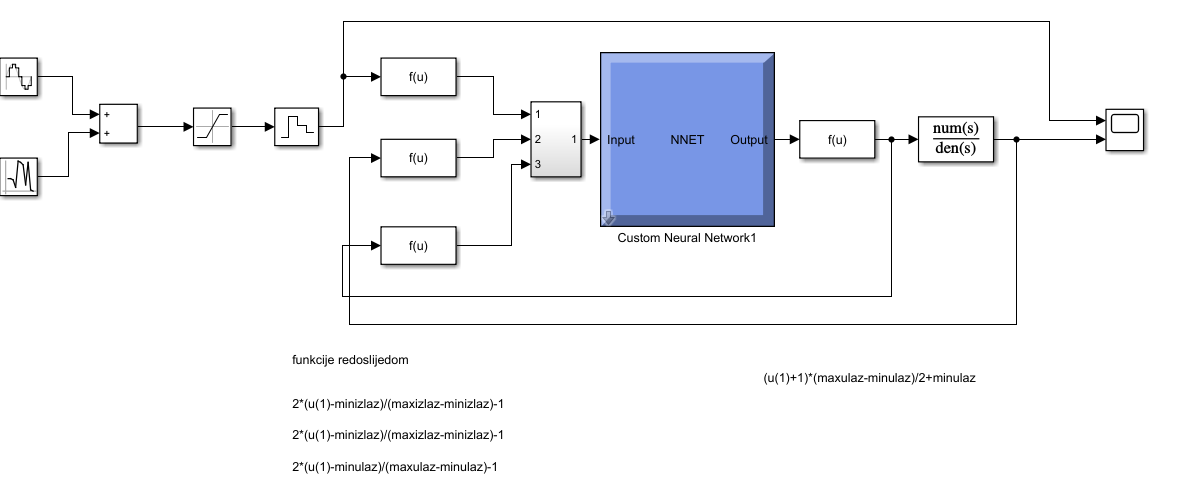 f(u)
+
+
f(u)
f(u)
1
2
3
1
Input
NNET
Output
Custom Neural Network1
f(u)
num(s)
den(s)
funkcije redoslijedom
(u(1)+1)*(maxulaz-minulaz)/2+minulaz
2*(u(1)-minizlaz)/(maxizlaz-minizlaz)-1
2*(u(1)-minizlaz)/(maxizlaz-minizlaz)-1
2*(u(1)-minulaz)/(maxulaz-minulaz)-1